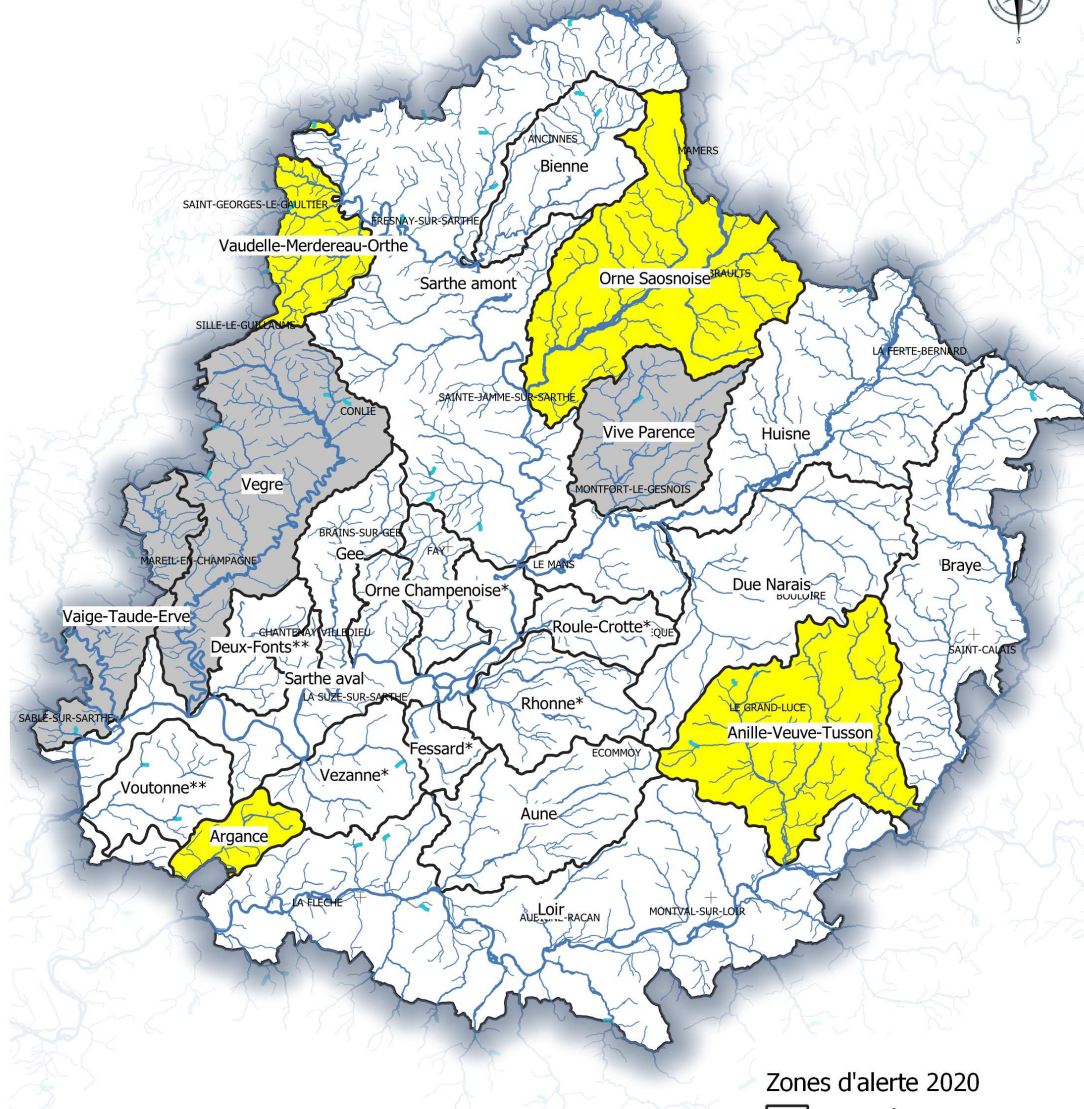 S
ANCINNES
MAMERS
Bienne
SAINT-GEORGES-LE-GAULTIER
FRESNAY-SUR-SARTHE
Vaudelle-Merdereau-Orthe
Sarthe amont
Orne Saosnoise
SILLE-LE-GUILLAUME
LA FERTE-BERNARD
SAINTE-JAMME-SUR-SARTHE
CONLIE
Vive Parence
Huisne
Vegre
MONTFORT-LE-GESNOIS
BRAINS-SUR-GEE
Gee
FAY
MAREIL-EN-CHAMPAGNE
LE MANS
Braye
Due Narais
Orne Champenoise*
BOULOIRE
Vaige-Taude-Erve
Roule-Crotte*
CHANTENAY-VILLEDIEU
Deux-Fonts**
SAINT-CALAIS
Sarthe aval
LA SUZE-SUR-SARTHE
Rhonne*
LE GRAND-LUCE
SABLE-SUR-SARTHE
Anille-Veuve-Tusson
Fessard*
ECOMMOY
Vezanne*
Voutonne**
Aune
Argance
LA FLECHE
Loir
MONTVAL-SUR-LOIR
Zones d'alerte 2020